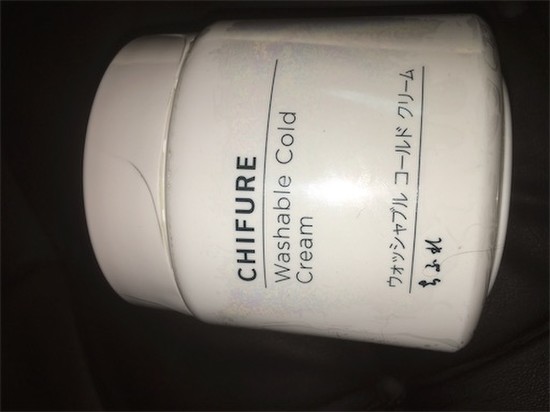 CHIFURE
Washable Cold
Cream
ウォッシャブル コールド クリーム
ちふれ